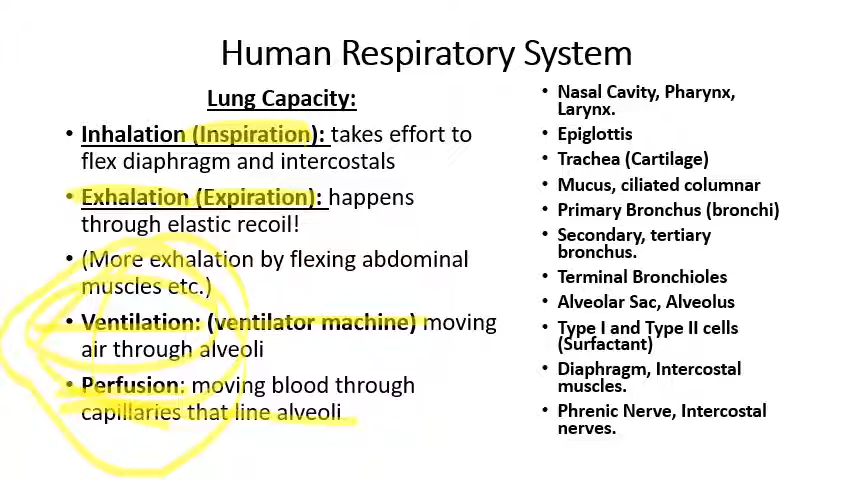 Human Respiratory System
Lung Capacity:
• Inhalation (Inspiration): takes effort to
flex diaphragm and intercostals
• Exhalation (Expiration): happens
through elastic recoil!
• (More exhalation by flexing abdominal
muscles etc.)
• Ventilation: (ventilator machine) moving
air through alveoli
• Perfusion: moving blood through
capillaries that line alveoli
• Nasal Cavity, Pharynx,
Larynx.
• Epiglottis
• Trachea (Cartilage)
• Mucus, ciliated columnar
• Primary Bronchus (bronchi)
• Secondary, tertiary
bronchus.
• Terminal Bronchioles
• Alveolar Sac, Alveolus
• Type I and Type II cells
(Surfactant)
• Diaphragm, Intercostal
muscles.
• Phrenic Nerve, Intercostal
nerves.